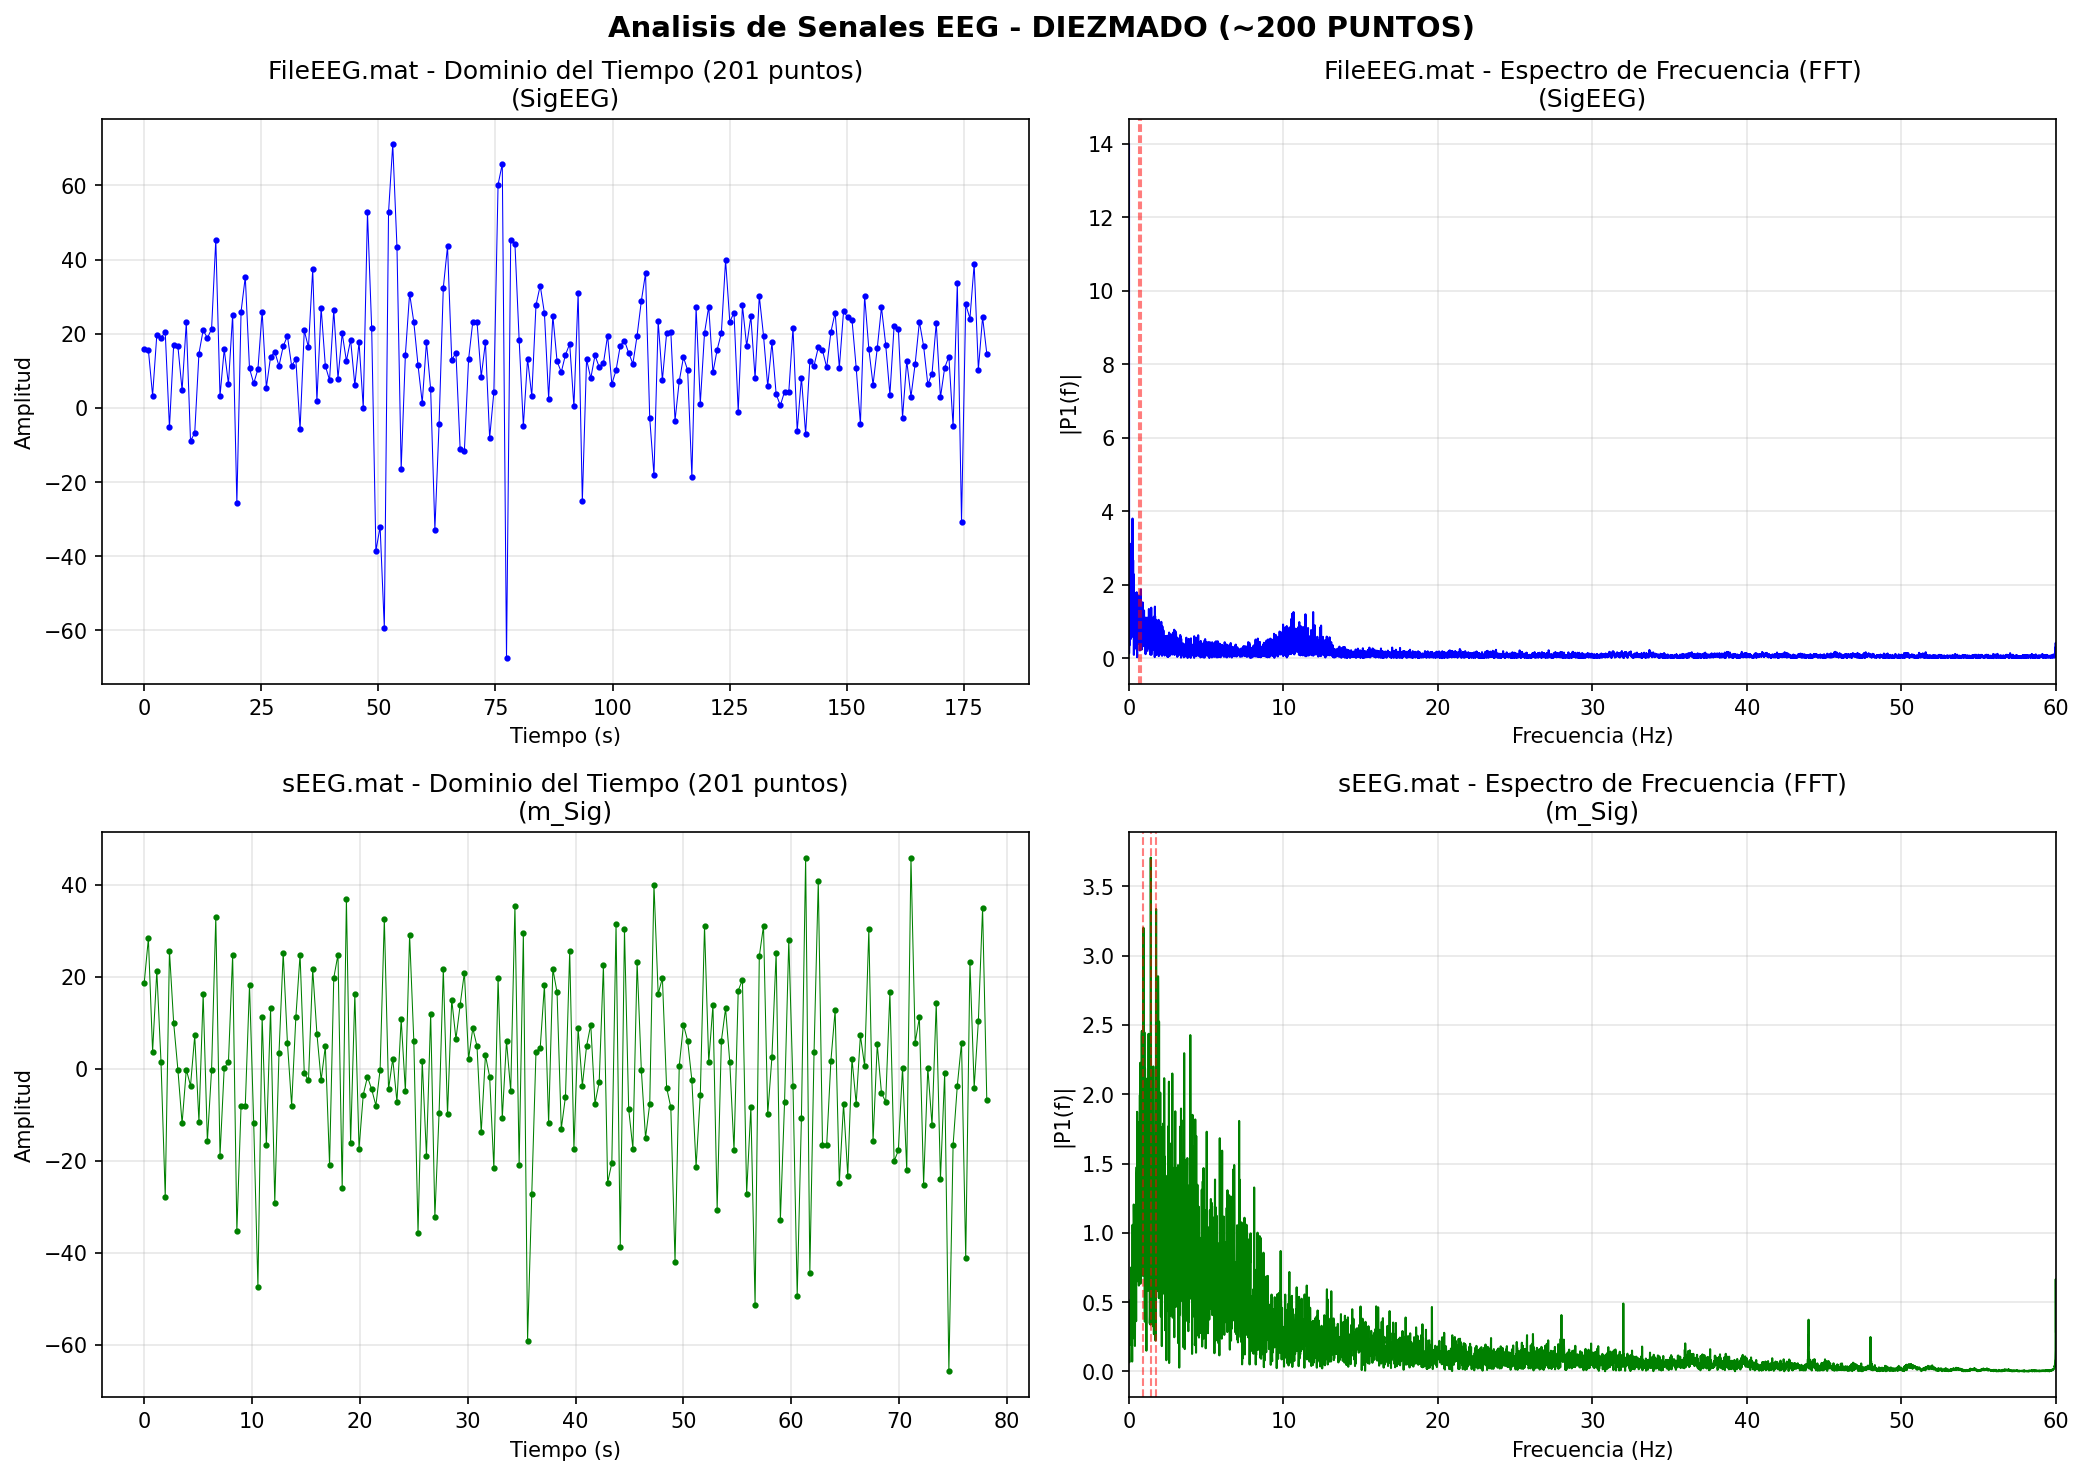 Analisis de Senales EEG - DIEZMADO (~200 PUNTOS)
FileEEG.mat - Dominio del Tiempo (201 puntos)
(SigEEG)
Amplitud
60
40
20
0
−20
−40
−60
0 25 50 75 100 125 150 175
Tiempo (s)
FileEEG.mat - Espectro de Frecuencia (FFT)
(SigEEG)
|P1(f)|
14
12
10
8
6
4
2
0
0 10 20 30 40 50 60
Frecuencia (Hz)
sEEG.mat - Dominio del Tiempo (201 puntos)
(m_Sig)
Amplitud
40
20
0
−20
−40
−60
0 10 20 30 40 50 60 70 80
Tiempo (s)
sEEG.mat - Espectro de Frecuencia (FFT)
(m_Sig)
|P1(f)|
3.5
3.0
2.5
2.0
1.5
1.0
0.5
0.0
0 10 20 30 40 50 60
Frecuencia (Hz)